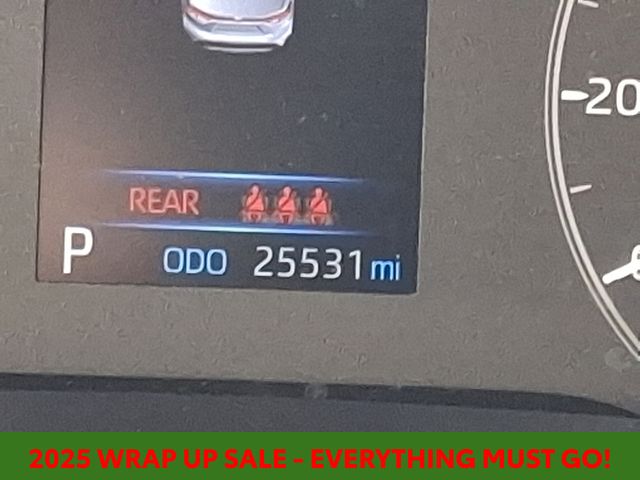 20
REAR
P ODO 25531 mi
2025 WRAP UP SALE - EVERYTHING MUST GO!